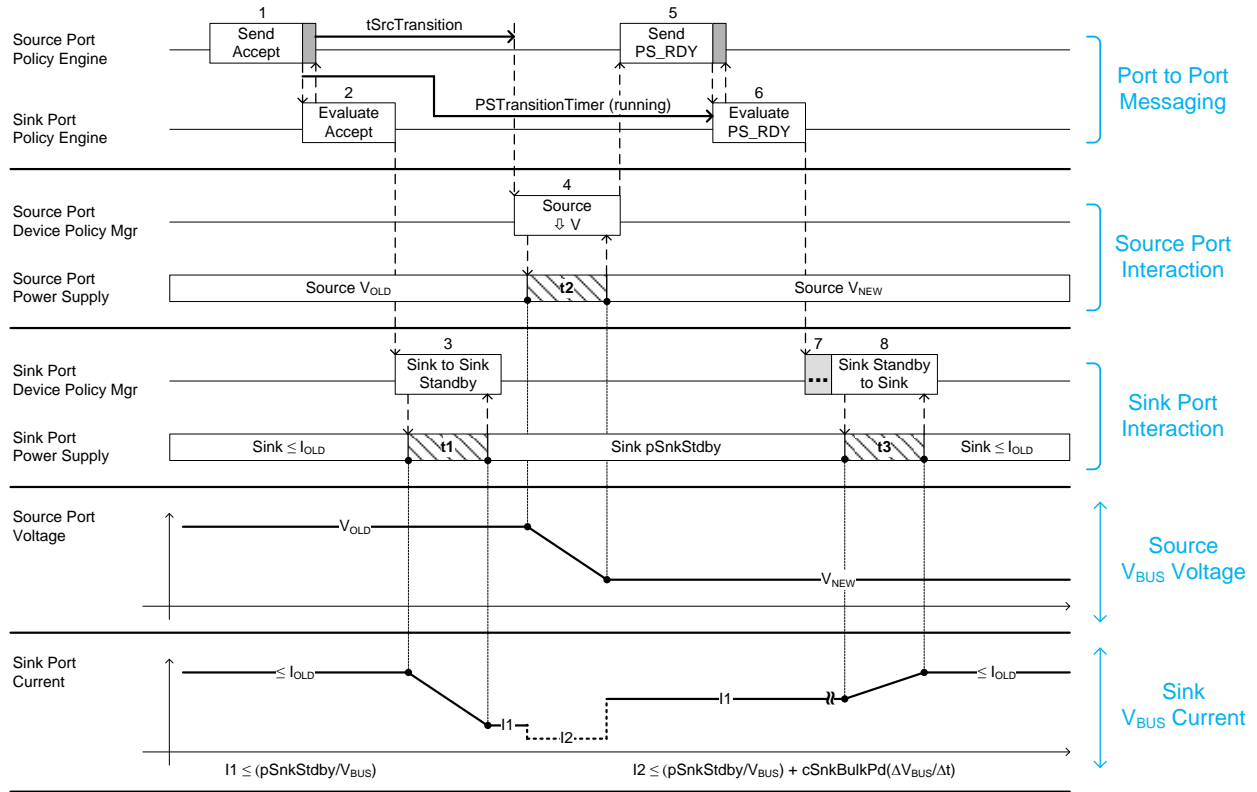 1
5
Source Port
Policy Engine
Send
Accept
tSrcTransition
Send
PS_RDY
Port to Port
Messaging
2
PSTransitionTimer (running)
6
Sink Port
Policy Engine
Evaluate
Accept
Evaluate
PS_RDY
4
Source Port
Device Policy Mgr
Source
⇩ V
Source Port
Interaction
Source Port
Power Supply
Source VOLD
t2
Source VNEW
3
7
8
Sink Port
Device Policy Mgr
Sink to Sink
Standby
...
Sink Standby
to Sink
Sink Port
Interaction
Sink Port
Power Supply
Sink ≤ IOLD
t1
Sink pSnkStdby
t3
Sink ≤ IOLD
Source Port
Voltage
VOLD
VNEW
Source
VBUS Voltage
Sink Port
Current
≤ IOLD
I1
I2
I1
≤ IOLD
Sink
VBUS Current
I1 ≤ (pSnkStdby/VBUS)
I2 ≤ (pSnkStdby/VBUS) + cSnkBulkPd(ΔVBUS/Δt)